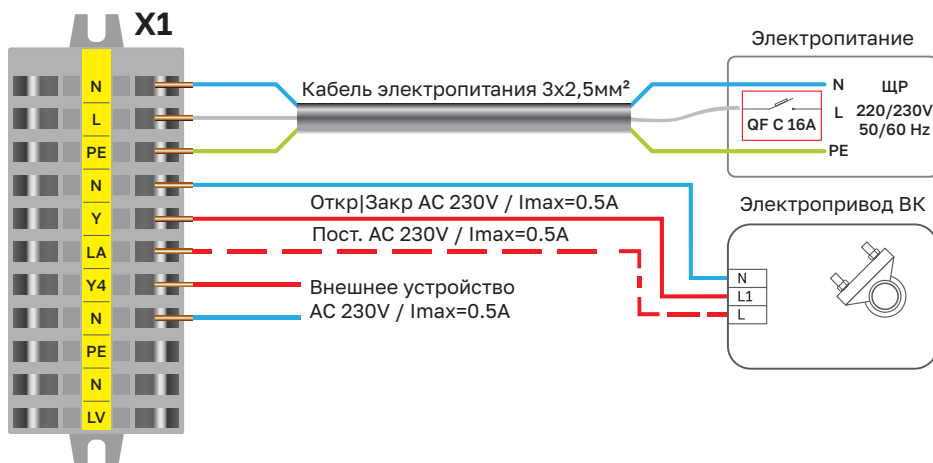 X1
N
L
PE
N
Y
LA
Y4
N
PE
N
LV
Кабель электропитания 3х2,5мм²
Откр|Закр AC 230V / Imax=0.5A
Пост. AC 230V / Imax=0.5A
Внешнее устройство
AC 230V / Imax=0.5A
Электропитание
N
L
PE
QF C 16A
ЩР
220/230V
50/60 Hz
Электропривод ВК
N
L1
L